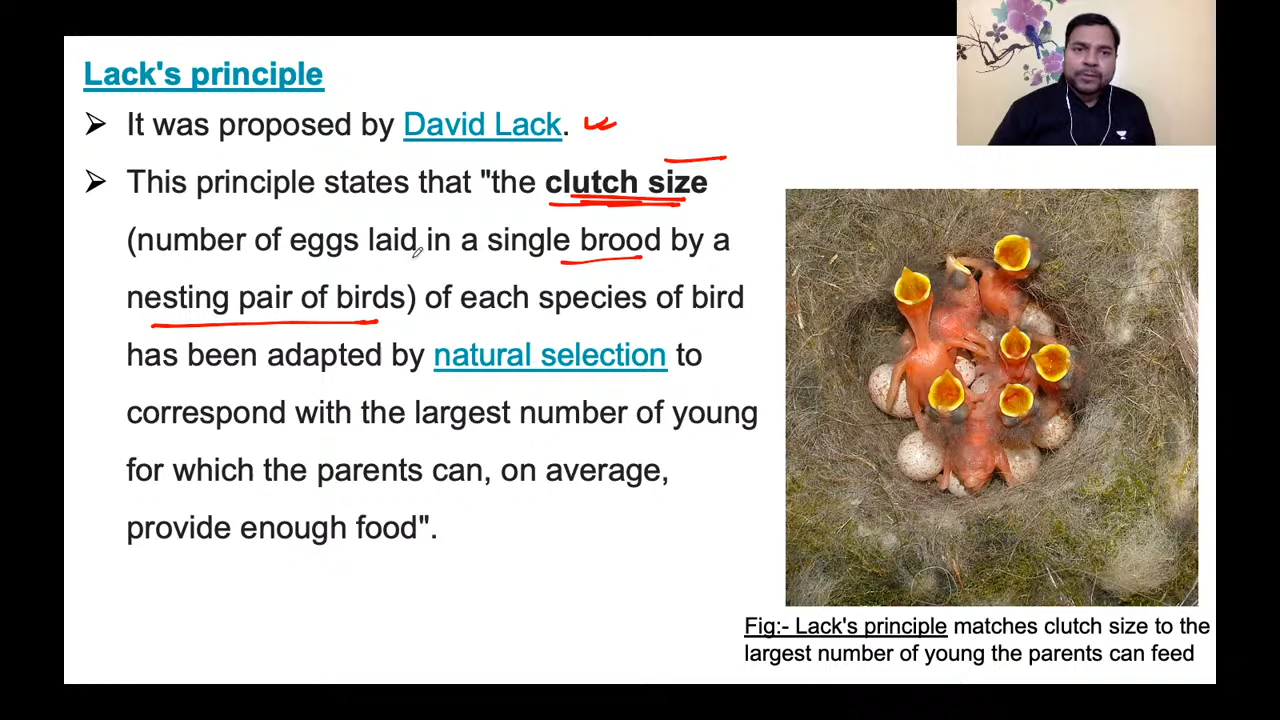 Lack's principle
➢ It was proposed by David Lack.
➢ This principle states that "the clutch size
(number of eggs laid in a single brood by a
nesting pair of birds) of each species of bird
has been adapted by natural selection to
correspond with the largest number of young
for which the parents can, on average,
provide enough food".
Fig:- Lack's principle matches clutch size to the
largest number of young the parents can feed